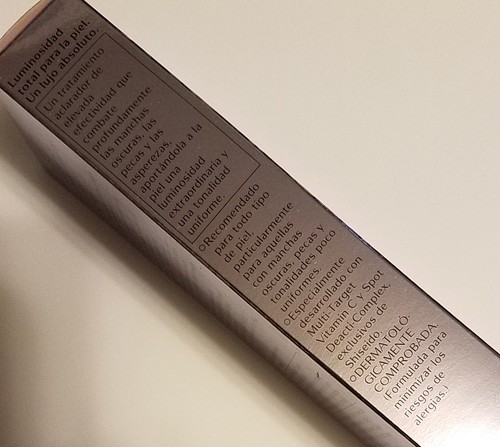 Luminosidad
total para la piel.
Un lujo absoluto.
Un tratamiento
aclarador de
elevada
efectividad que
combate
profundamente
las manchas
oscuras, las
pecas y las
asperezas,
aportándola a la
piel una
luminosidad
extraordinaria y
una tonalidad
uniforme.
○Recomendado
para todo tipo
de piel,
particularmente
para aquellas
con manchas
oscuras, pecas y
tonalidades poco
uniformes.
○Especialmente
desarrollado con
Multi-Target
Vitamin C y Spot
Deacti-Complex,
exclusivos de
Shiseido.
○DERMATOLÓ-
GICAMENTE
COMPROBADA.
(Formulada para
minimizar los
riesgos de
alergias.)